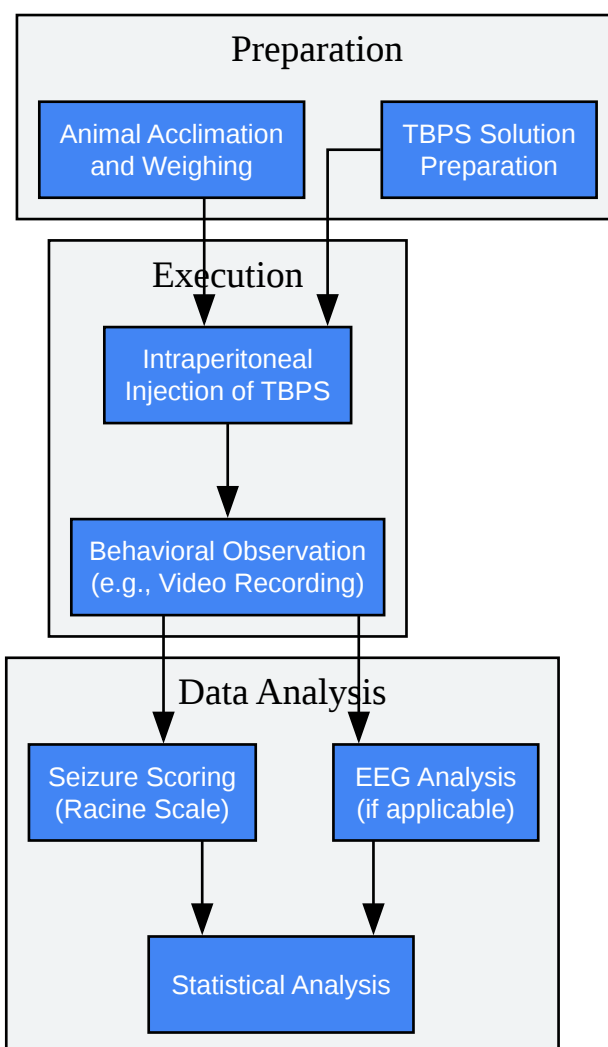 Preparation
Animal Acclimation
and Weighing
TBPS Solution
Preparation
Execution
Intraperitoneal
Injection of TBPS
Behavioral Observation
(e.g., Video Recording)
Data Analysis
Seizure Scoring
(Racine Scale)
EEG Analysis
(if applicable)
Statistical Analysis